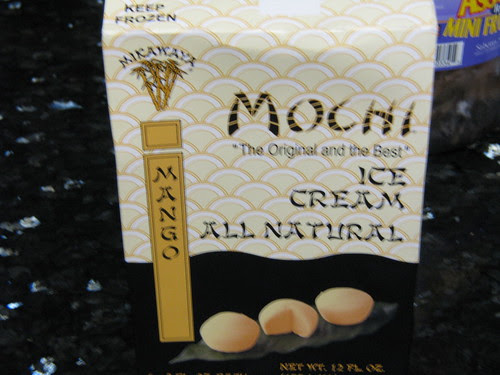 KEEP
FROZEN
MIKAWAYA
MOCHI
"The Original and the Best"
ICE
CREAM
ALL NATURAL
MANGO
NET WT. 12 FL OZ
MINI